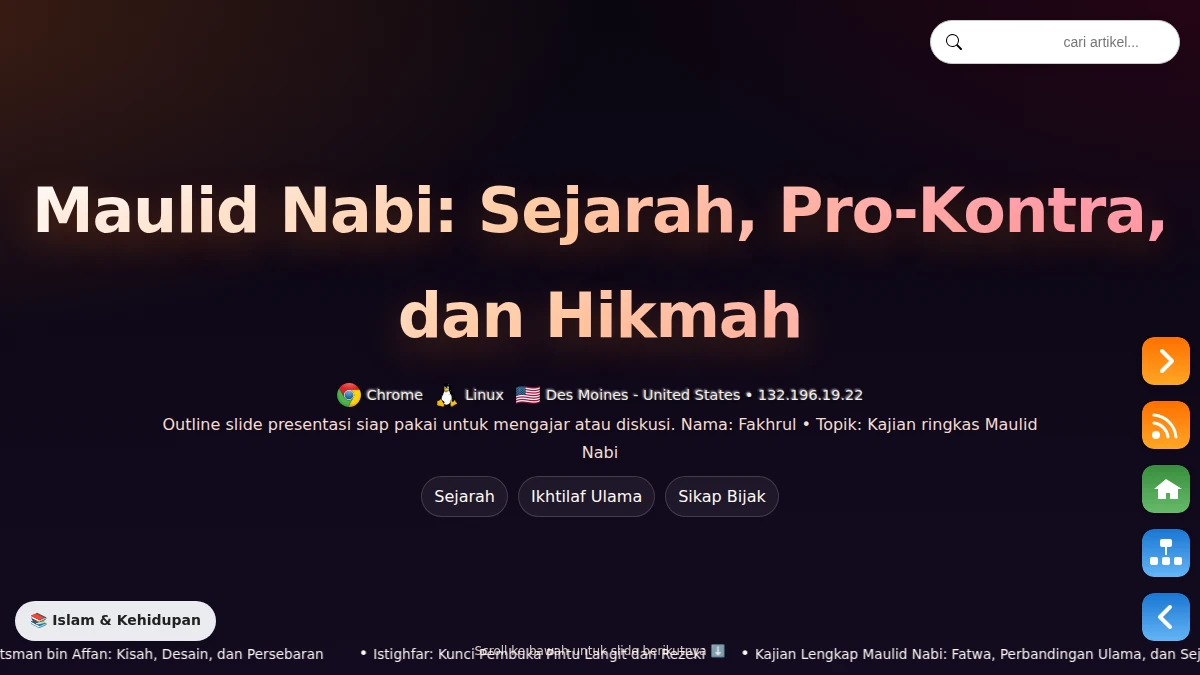 cari artikel...
Maulid Nabi: Sejarah, Pro-Kontra,
dan Hikmah
Chrome Linux Des Moines - United States • 132.196.19.22
Outline slide presentasi siap pakai untuk mengajar atau diskusi. Nama: Fakhrul • Topik: Kajian ringkas Maulid
Nabi
Sejarah Ikhtilaf Ulama Sikap Bijak
📚 Islam & Kehidupan
Scroll ke bawah untuk slide berikutnya ⬇️
tsman bin Affan: Kisah, Desain, dan Persebaran • Istighfar: Kunci Pembuka Pintu Langit dan Rezeki • Kajian Lengkap Maulid Nabi: Fatwa, Perbandingan Ulama, dan Sej